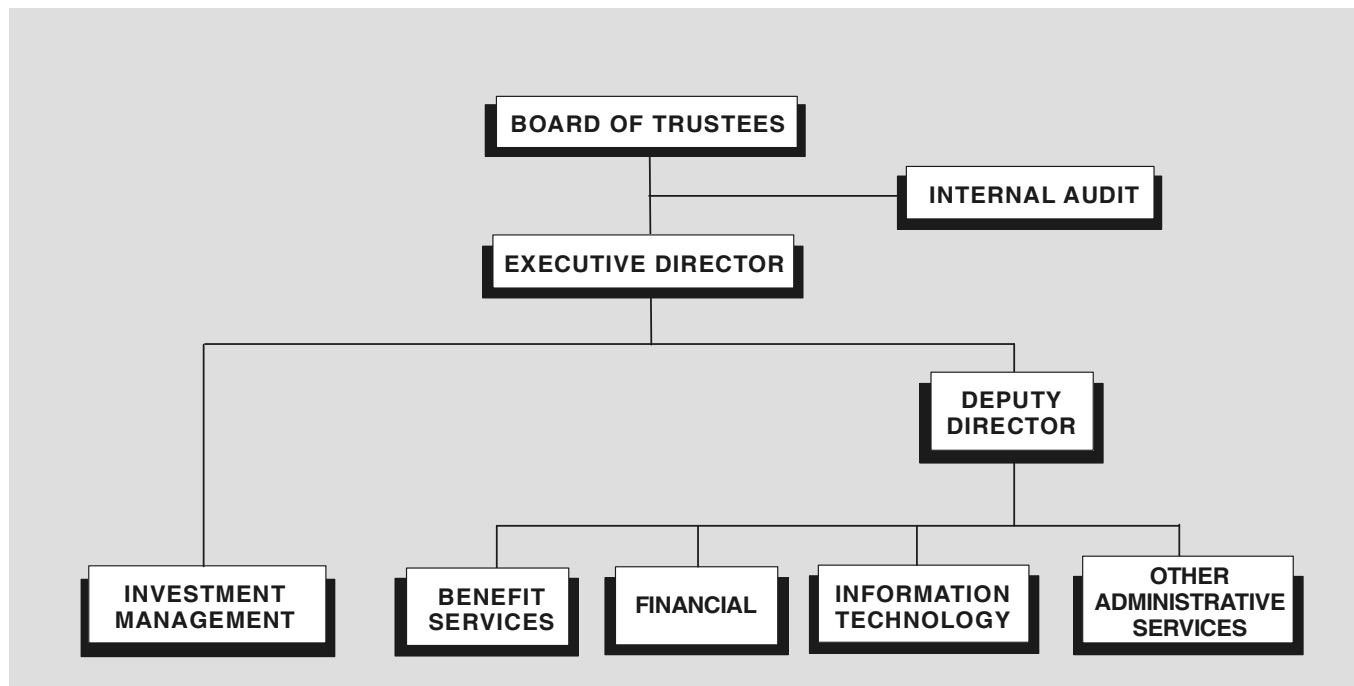 BOARD OF TRUSTEES
INTERNAL AUDIT
EXECUTIVE DIRECTOR
DEPUTY
DIRECTOR
INVESTMENT
MANAGEMENT
BENEFIT
SERVICES
FINANCIAL
INFORMATION
TECHNOLOGY
OTHER
ADMINISTRATIVE
SERVICES